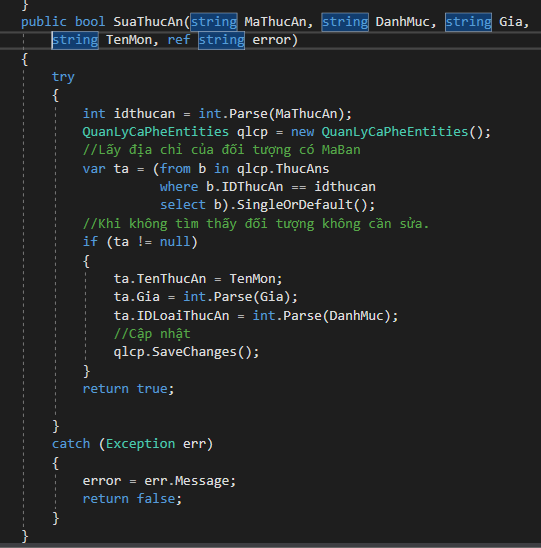 }
public bool SuaThucAn(string MaThucAn, string DanhMuc, string Gia,
string TenMon, ref string error)
{
try
{
int idthucan = int.Parse(MaThucAn);
QuanLyCaPheEntities qlcp = new QuanLyCaPheEntities();
//Lấy địa chỉ của đối tượng có MaBan
var ta = (from b in qlcp.ThucAns
where b.IDThucAn == idthucan
select b).SingleOrDefault();
//Khi không tìm thấy đối tượng không cần sửa.
if (ta != null)
{
ta.TenThucAn = TenMon;
ta.Gia = int.Parse(Gia);
ta.IDLoaiThucAn = int.Parse(DanhMuc);
//Cập nhật
qlcp.SaveChanges();
}
return true;
}
catch (Exception err)
{
error = err.Message;
return false;
}
}